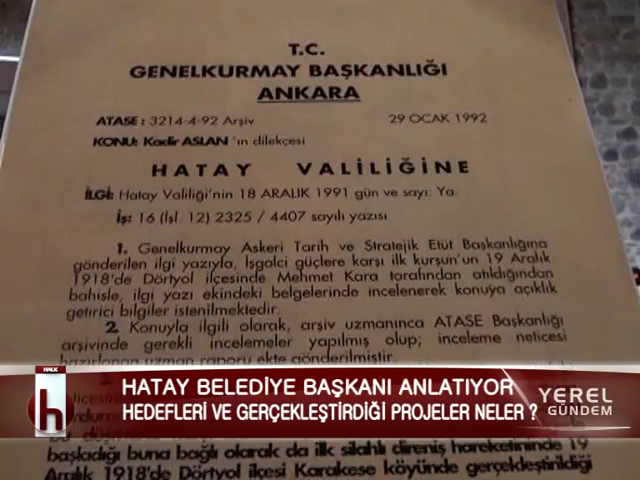 T.C.
GENELKURMAY BAŞKANLIĞI
ANKARA
ATASE : 3214-4-92 Arşiv 29 OCAK 1992
KONU: Kadir ASLAN 'ın dilekçesi
HATAY VALİLİĞİNE
İLGİ: Hatay Valiliği'nin 18 ARALIK 1991 gün ve sayı: Ya.
İş: 16 (İşl. 12) 2325 / 4407 sayılı yazısı
1. Genelkurmay Askeri Tarih ve Stratejik Etüt Başkanlığına
gönderilen ilgi yazıyla, İşgalci güçlere karşı ilk kurşun'un 19 Aralık
1918'de Dörtyol ilçesinde Mehmet Kara tarafından atıldığından
bahisle, ilgi yazı ekindeki belgelerinde incelenerek konuya açıklık
getirici bilgiler istenilmektedir.
2. Konuyla ilgili olarak, arşiv uzmanınca ATASE Başkanlığı
arşivinde gerekli incelemeler yapılmış olup; inceleme neticesi
hazırlanan uzman raporu ekte gönderilmiştir.
HALK
h
HATAY BELEDİYE BAŞKANI ANLATIYOR
HEDEFLERİ VE GERÇEKLEŞTİRDİĞİ PROJELER NELER ?
YEREL
GÜNDEM
başladığı buna bağlı olarak da ilk silahlı direniş hareketininde 19
Aralık 1918'de Dörtyol ilçesi Karakese köyünde gerçekleştirildiği